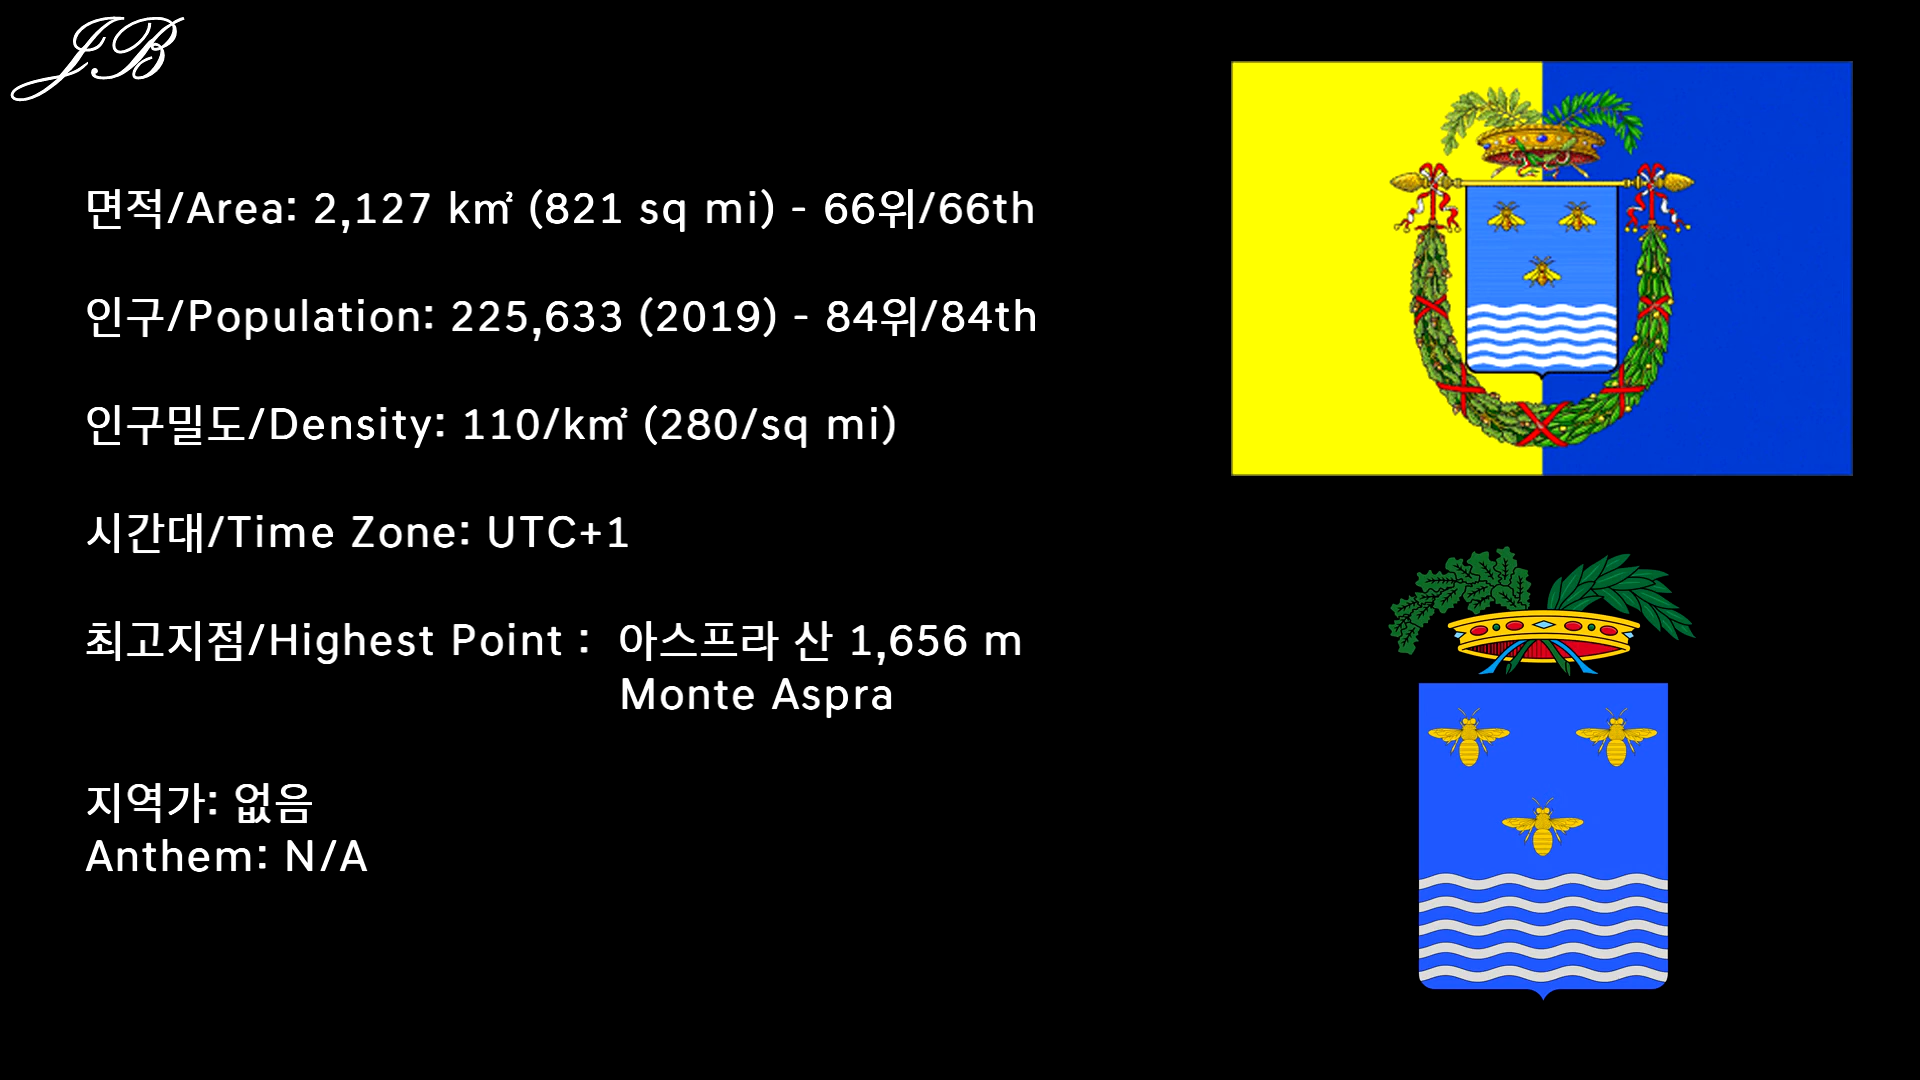 JB
면적/Area: 2,127 k㎡ (821 sq mi) - 66위/66th
인구/Population: 225,633 (2019) - 84위/84th
인구밀도/Density: 110/k㎡ (280/sq mi)
시간대/Time Zone: UTC+1
최고지점/Highest Point : 아스프라 산 1,656 m
Monte Aspra
지역가: 없음
Anthem: N/A